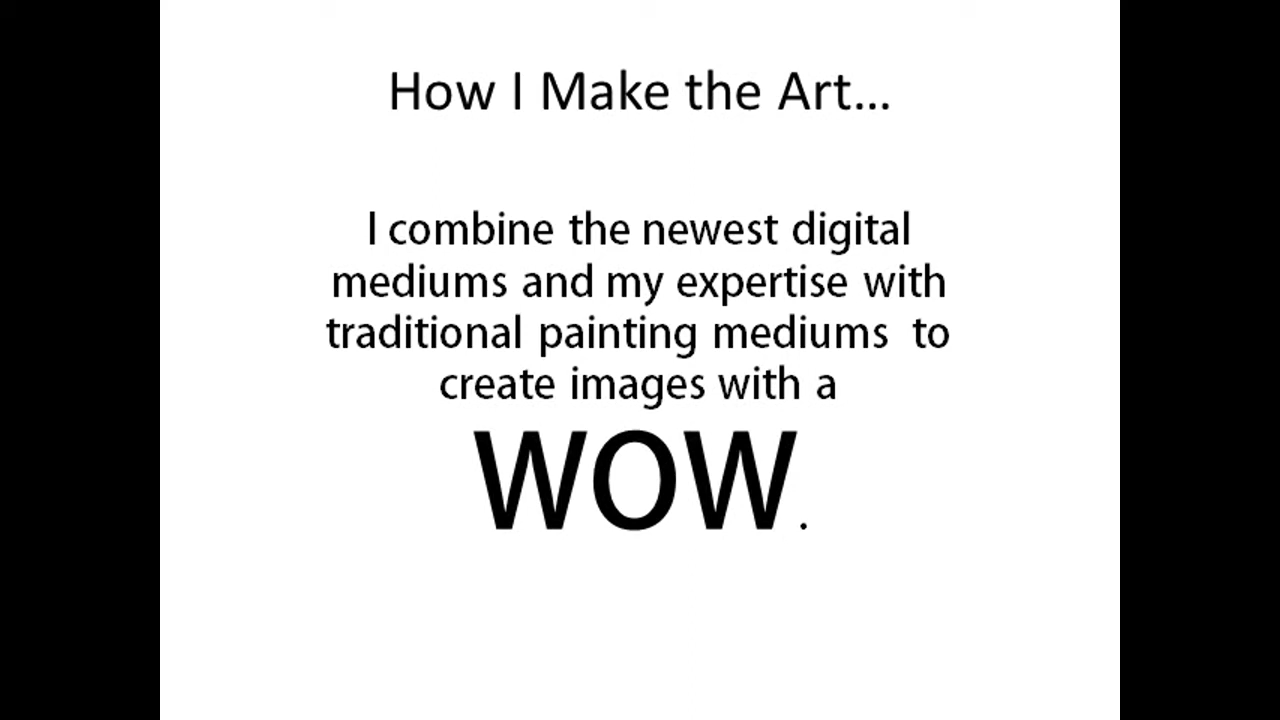 How I Make the Art...
I combine the newest digital
mediums and my expertise with
traditional painting mediums  to
create images with a
WOW.